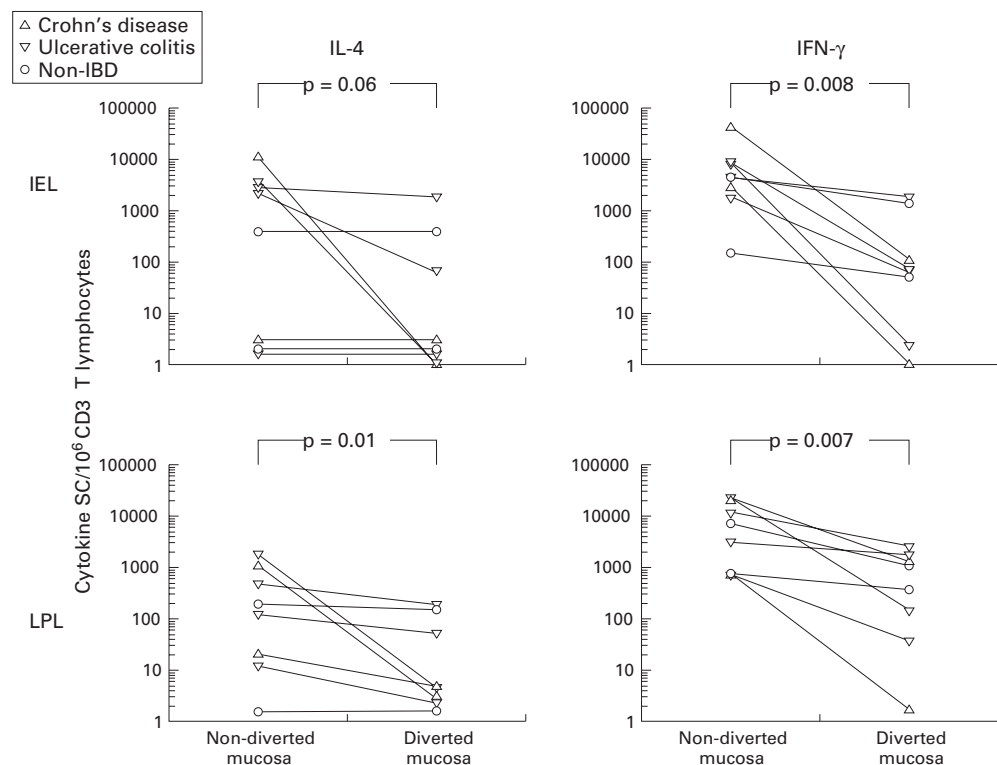 Crohn's disease
Ulcerative colitis
Non-IBD
IL-4
IFN-γ
p = 0.06
p = 0.008
IEL
100000
10000
1000
100
10
1
100000
10000
1000
100
10
1
Cytokine SC/10⁶ CD3 T lymphocytes
p = 0.01
p = 0.007
LPL
100000
10000
1000
100
10
1
100000
10000
1000
100
10
1
Non-diverted
mucosa
Diverted
mucosa
Non-diverted
mucosa
Diverted
mucosa